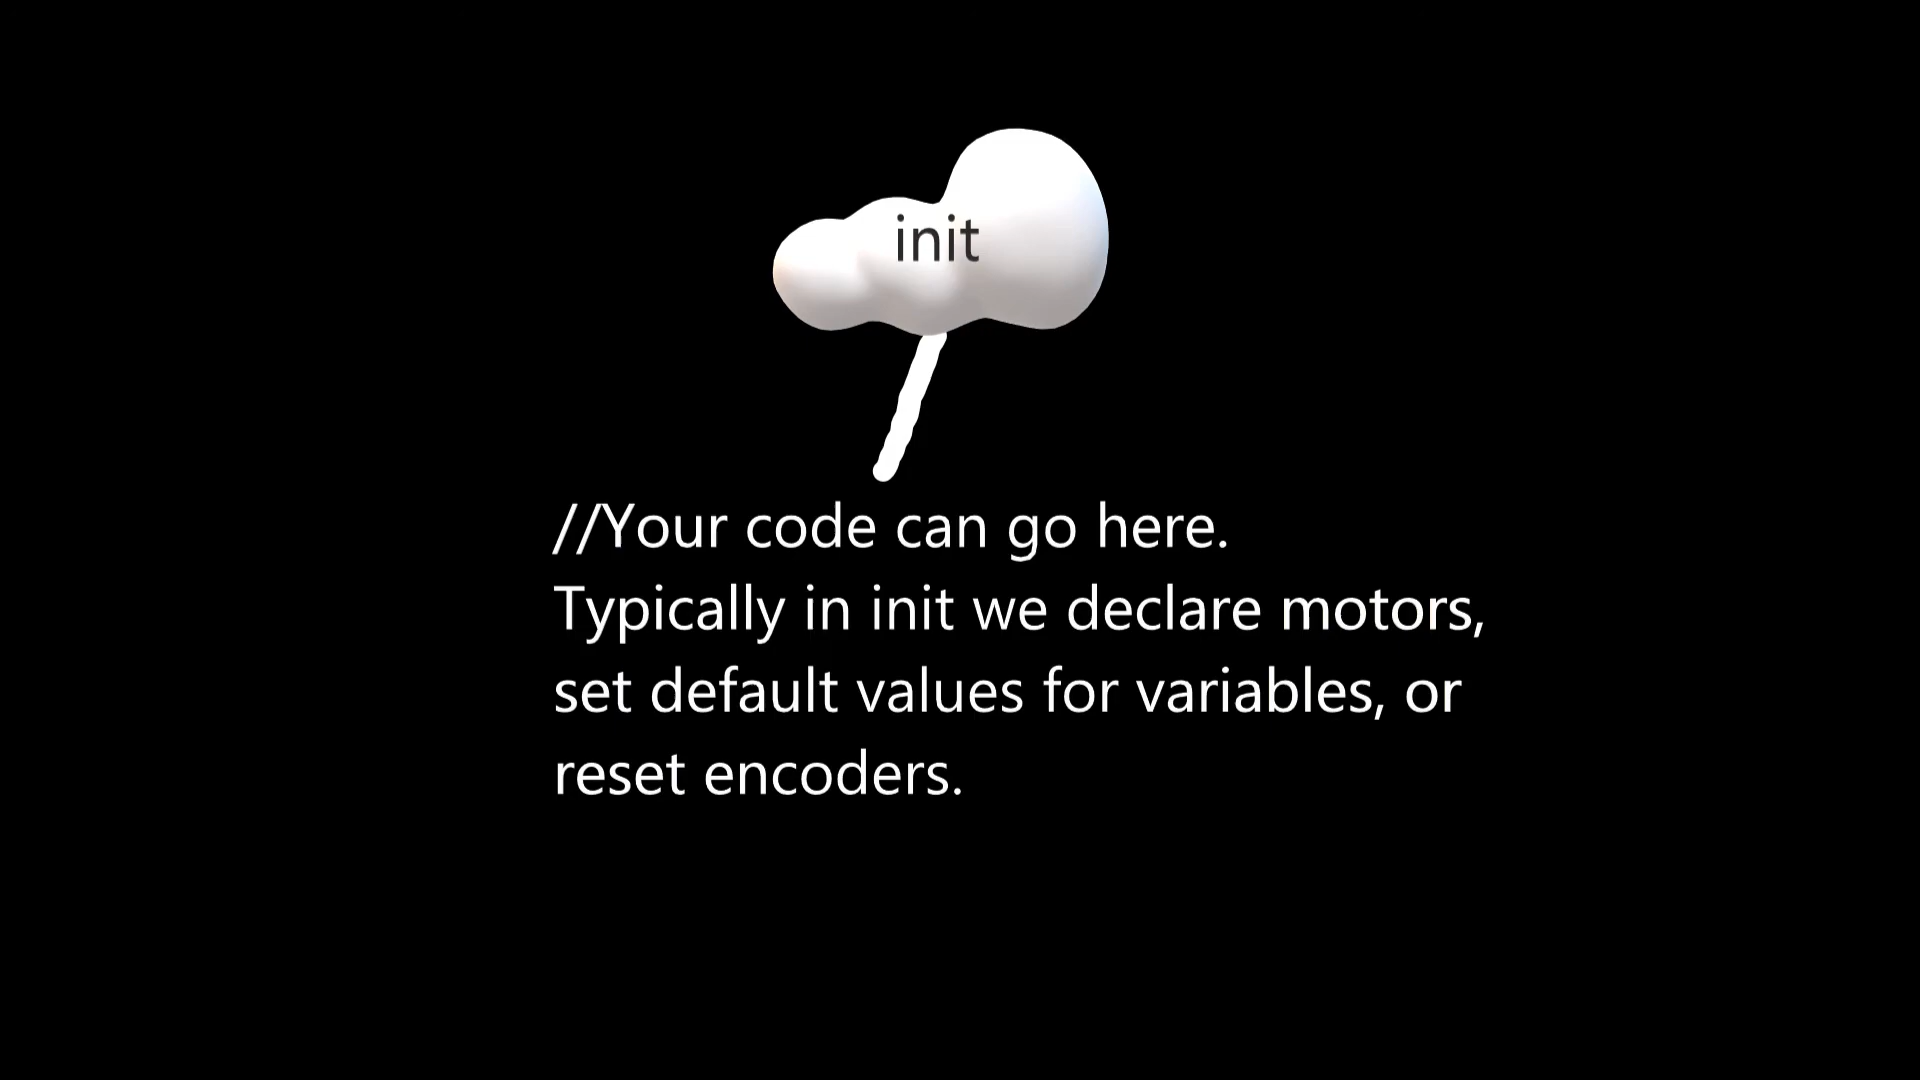 init
//Your code can go here.
Typically in init we declare motors,
set default values for variables, or
reset encoders.